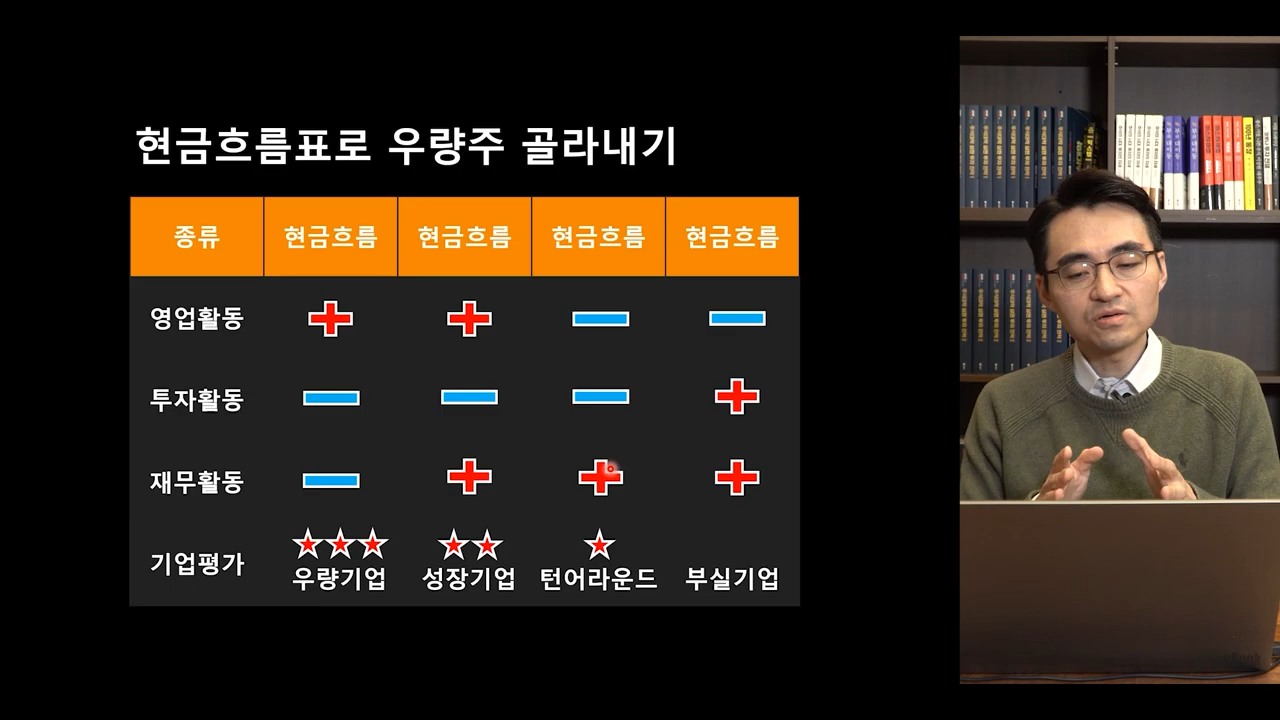 현금흐름표로 우량주 골라내기
종류 현금흐름 현금흐름 현금흐름 현금흐름
영업활동
투자활동
재무활동
기업평가
우량기업 성장기업 턴어라운드 부실기업